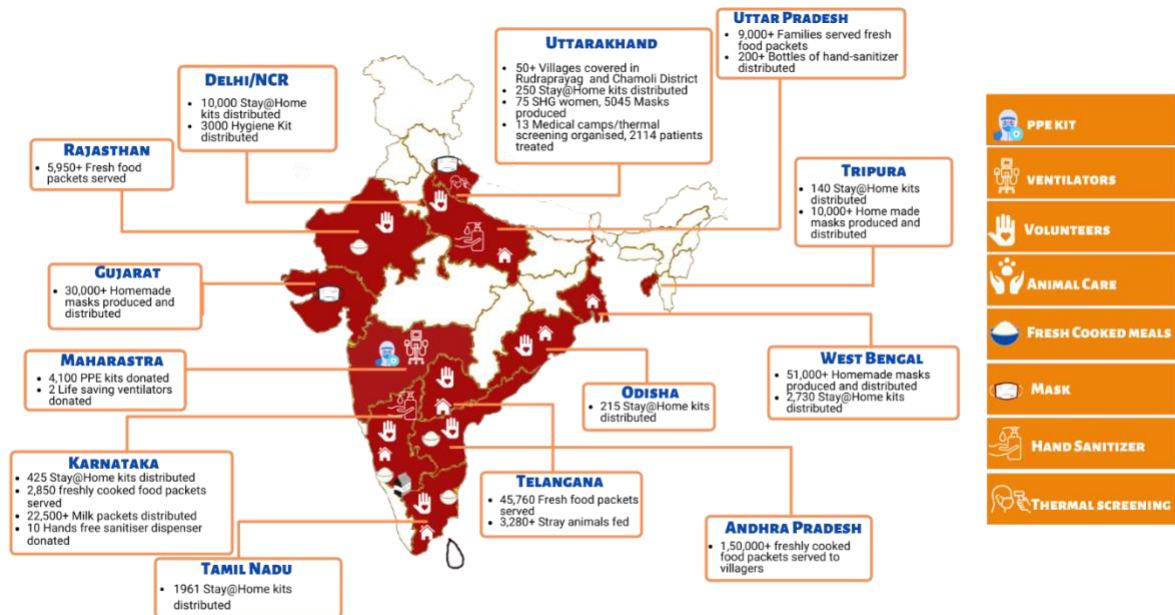 UTTAR PRADESH
• 9,000+ Families served fresh
food packets
• 200+ Bottles of hand-sanitizer
distributed
UTTARAKHAND
• 50+ Villages covered in
Rudraprayag and Chamoli District
• 250 Stay@Home kits distributed
• 75 SHG women, 5045 Masks
produced
• 13 Medical camps/thermal
screening organised, 2114 patients
treated
DELHI/NCR
• 10,000 Stay@Home
kits distributed
• 3000 Hygiene Kit
distributed
RAJASTHAN
• 5,950+ Fresh food
packets served
TRIPURA
• 140 Stay@Home kits
distributed
• 10,000+ Home made
masks produced and
distributed
GUJARAT
• 30,000+ Homemade
masks produced and
distributed
MAHARASTRA
• 4,100 PPE kits donated
• 2 Life saving ventilators
donated
WEST BENGAL
• 51,000+ Homemade masks
produced and distributed
• 2,730 Stay@Home kits
distributed
ODISHA
• 215 Stay@Home kits
distributed
KARNATAKA
• 425 Stay@Home kits distributed
• 2,850 freshly cooked food packets
served
• 22,500+ Milk packets distributed
• 10 Hands free sanitiser dispenser
donated
TELANGANA
• 45,760 Fresh food packets
served
• 3,280+ Stray animals fed
ANDHRA PRADESH
• 1,50,000+ freshly cooked
food packets served to
villagers
TAMIL NADU
• 1961 Stay@Home kits
distributed
PPE KIT
VENTILATORS
VOLUNTEERS
ANIMAL CARE
FRESH COOKED MEALS
MASK
HAND SANITIZER
THERMAL SCREENING